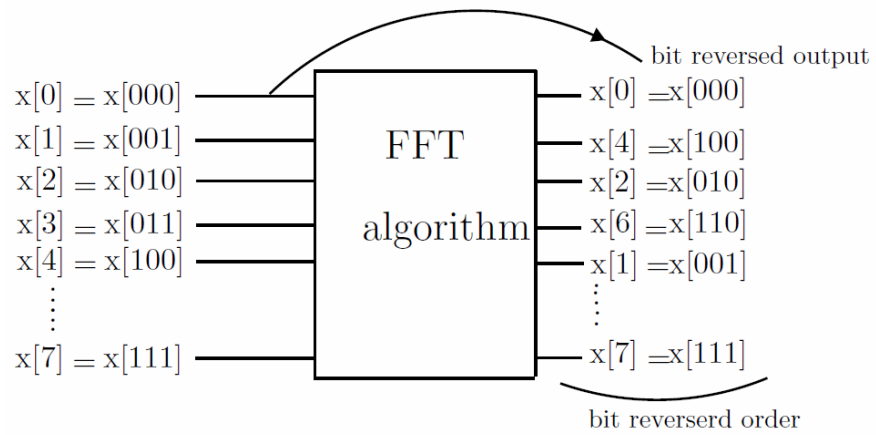 bit reversed output
x[0] = x[000]
x[1] = x[001]
x[2] = x[010]
x[3] = x[011]
x[4] = x[100]
x[7] = x[111]
FFT
algorithm
x[0] =x[000]
x[4] =x[100]
x[2] =x[010]
x[6] =x[110]
x[1] =x[001]
x[7] =x[111]
bit reverserd order